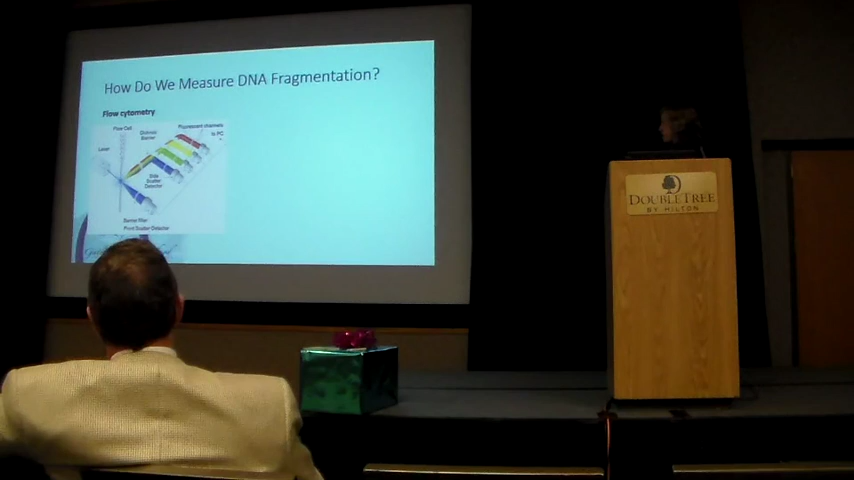 How Do We Measure DNA Fragmentation?
Flow cytometry
Flow Cell
Fluorescent channels
to PC
Dichroic
Barrier
Laser
Side
Scatter
Detector
Barrier filter
Front Scatter Detector
DOUBLETREE
BY HILTON